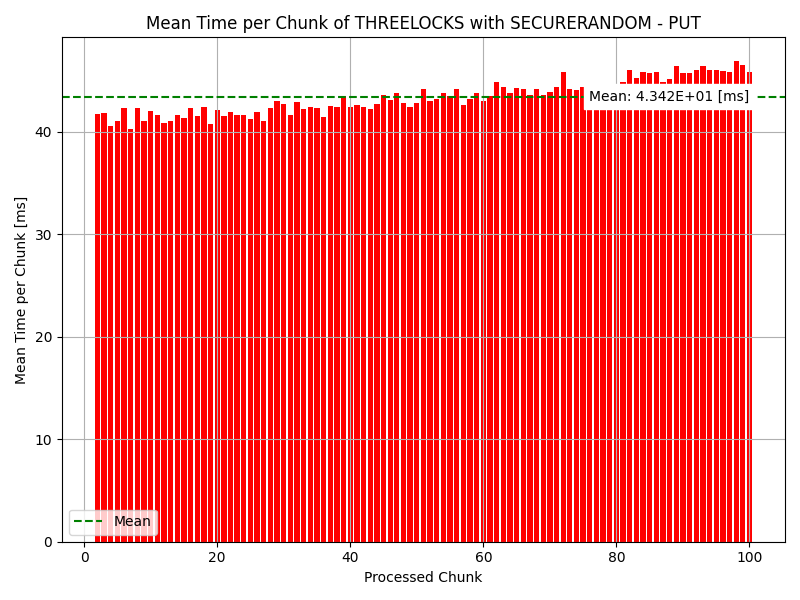 Mean Time per Chunk of THREELOCKS with SECURERANDOM - PUT
Mean Time per Chunk [ms]
40
30
20
10
0
Mean: 4.342E+01 [ms]
Mean
0 20 40 60 80 100
Processed Chunk